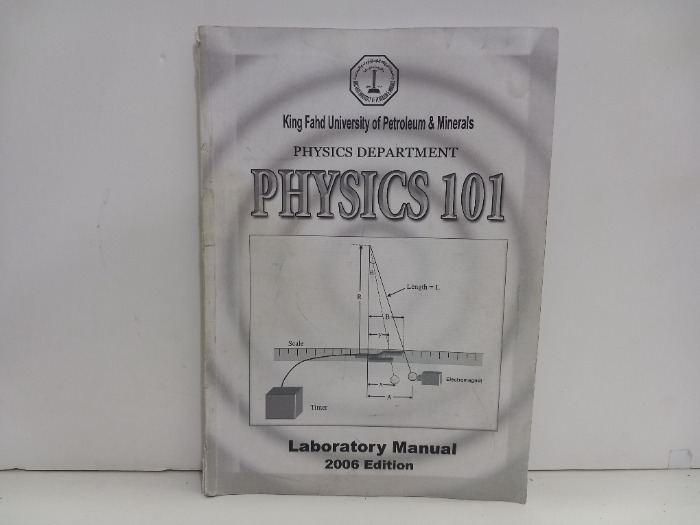 King Fahd University of Petroleum & Minerals
PHYSICS DEPARTMENT
PHYSICS 101
Θ
Length = L
R
B
y
Scale
x
Electromagnet
A
Timer
Laboratory Manual
2006 Edition